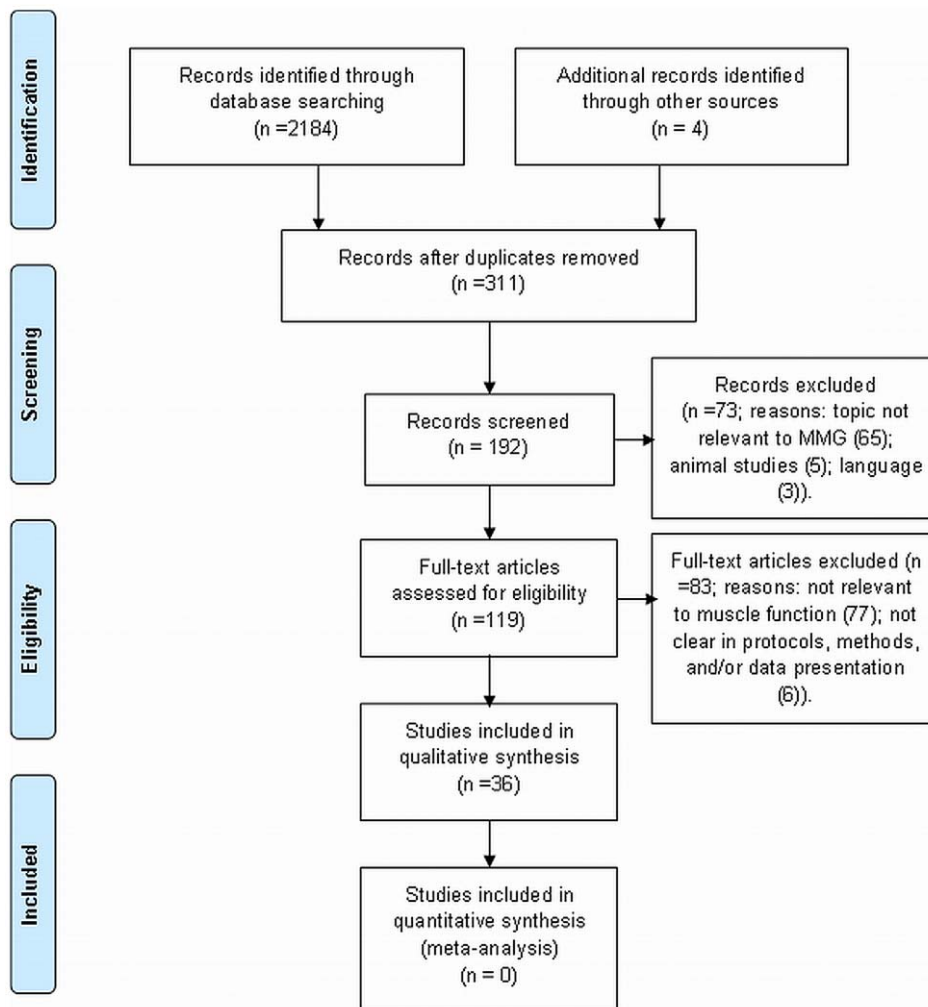 Identification
Records identified through
database searching
(n =2184)
Additional records identified
through other sources
(n = 4)
Records after duplicates removed
(n =311)
Screening
Records screened
(n = 192)
Records excluded
(n =73; reasons: topic not
relevant to MMG (65);
animal studies (5); language
(3)).
Eligibility
Full-text articles
assessed for eligibility
(n =119)
Full-text articles excluded (n
=83; reasons: not relevant
to muscle function (77); not
clear in protocols, methods,
and/or data presentation
(6)).
Studies included in
qualitative synthesis
(n =36)
Included
Studies included in
quantitative synthesis
(meta-analysis)
(n = 0)